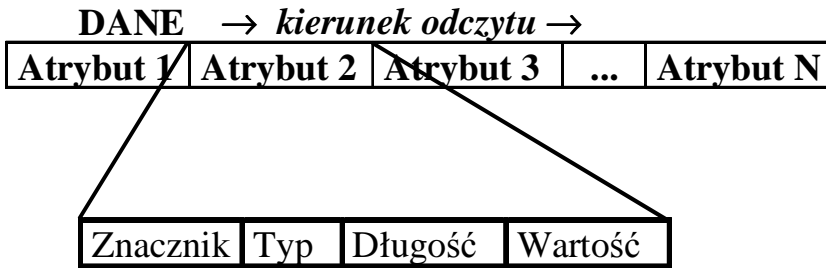 DANE → kierunek odczytu →
Atrybut 1 Atrybut 2 Atrybut 3 ... Atrybut N
Znacznik Typ Długość Wartość